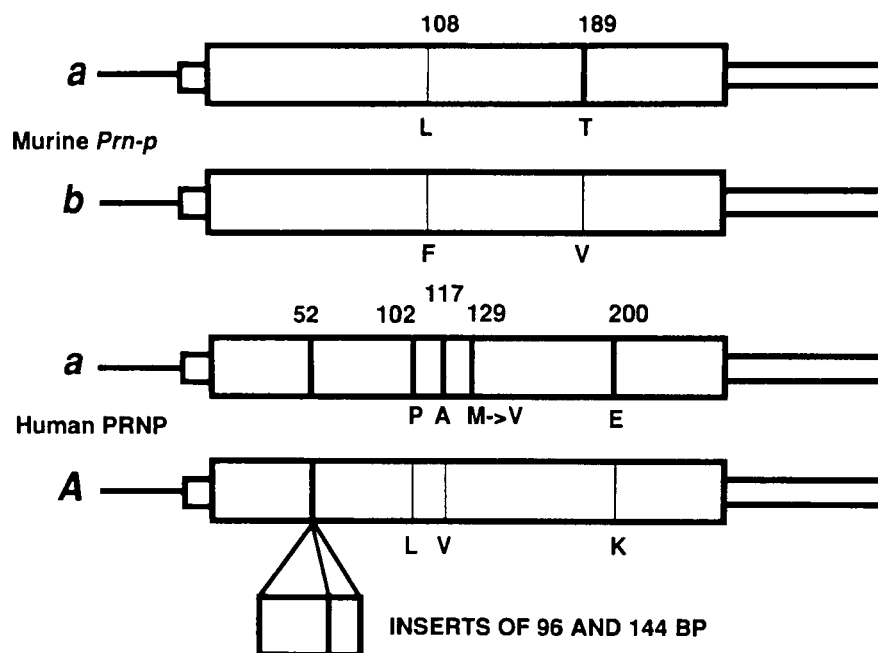 108 189
a
L T
Murine Prn-p
b
F V
117
52 102 129 200
a
P A M->V E
Human PRNP
A
L V K
INSERTS OF 96 AND 144 BP